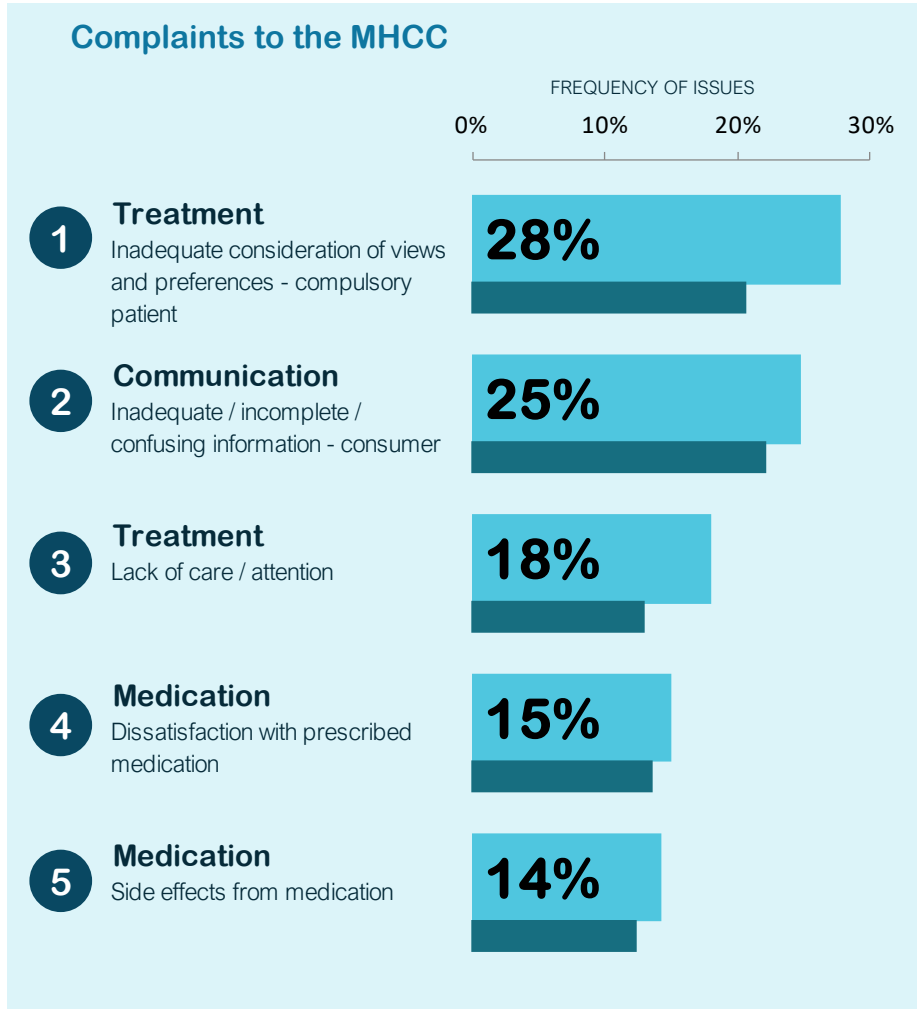 Complaints to the MHCC
FREQUENCY OF ISSUES
0% 10% 20% 30%
1 Treatment
Inadequate consideration of views
and preferences - compulsory
patient
28%
2 Communication
Inadequate / incomplete /
confusing information - consumer
25%
3 Treatment
Lack of care / attention
18%
4 Medication
Dissatisfaction with prescribed
medication
15%
5 Medication
Side effects from medication
14%